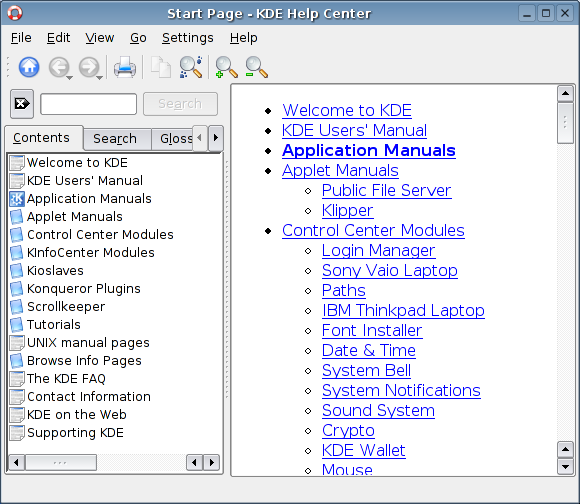 Start Page - KDE Help Center
File Edit View Go Settings Help
Search
Contents Search Gloss
Welcome to KDE
KDE Users' Manual
Application Manuals
Applet Manuals
Control Center Modules
KInfoCenter Modules
Kioslaves
Konqueror Plugins
Scrollkeeper
Tutorials
UNIX manual pages
Browse Info Pages
The KDE FAQ
Contact Information
KDE on the Web
Supporting KDE
Welcome to KDE
KDE Users' Manual
Application Manuals
Applet Manuals
Public File Server
Klipper
Control Center Modules
Login Manager
Sony Vaio Laptop
Paths
IBM Thinkpad Laptop
Font Installer
Date & Time
System Bell
System Notifications
Sound System
Crypto
KDE Wallet
Mouse